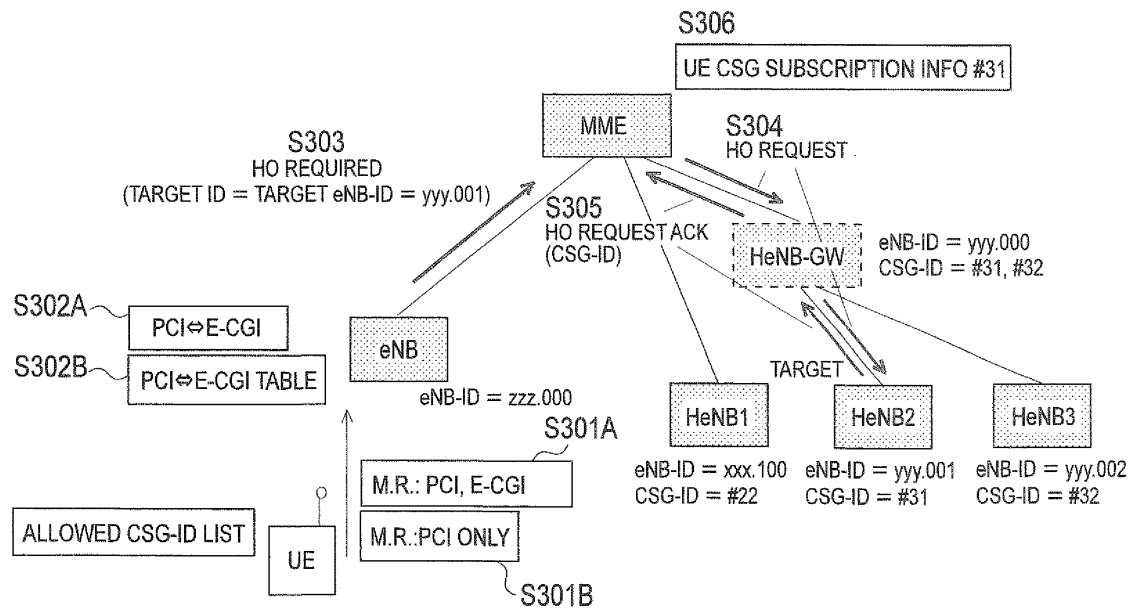 S306
UE CSG SUBSCRIPTION INFO #31
MME
S304
HO REQUEST
S303
HO REQUIRED
(TARGET ID = TARGET eNB-ID = yyy.001)
S305
HO REQUEST ACK
(CSG-ID)
HeNB-GW
eNB-ID = yyy.000
CSG-ID = #31, #32
S302A
PCI⇔E-CGI
S302B
PCI⇔E-CGI TABLE
eNB
eNB-ID = zzz.000
TARGET
HeNB1
HeNB2
HeNB3
eNB-ID = xxx.100
CSG-ID = #22
eNB-ID = yyy.001
CSG-ID = #31
eNB-ID = yyy.002
CSG-ID = #32
S301A
M.R.: PCI, E-CGI
M.R.:PCI ONLY
S301B
ALLOWED CSG-ID LIST
UE